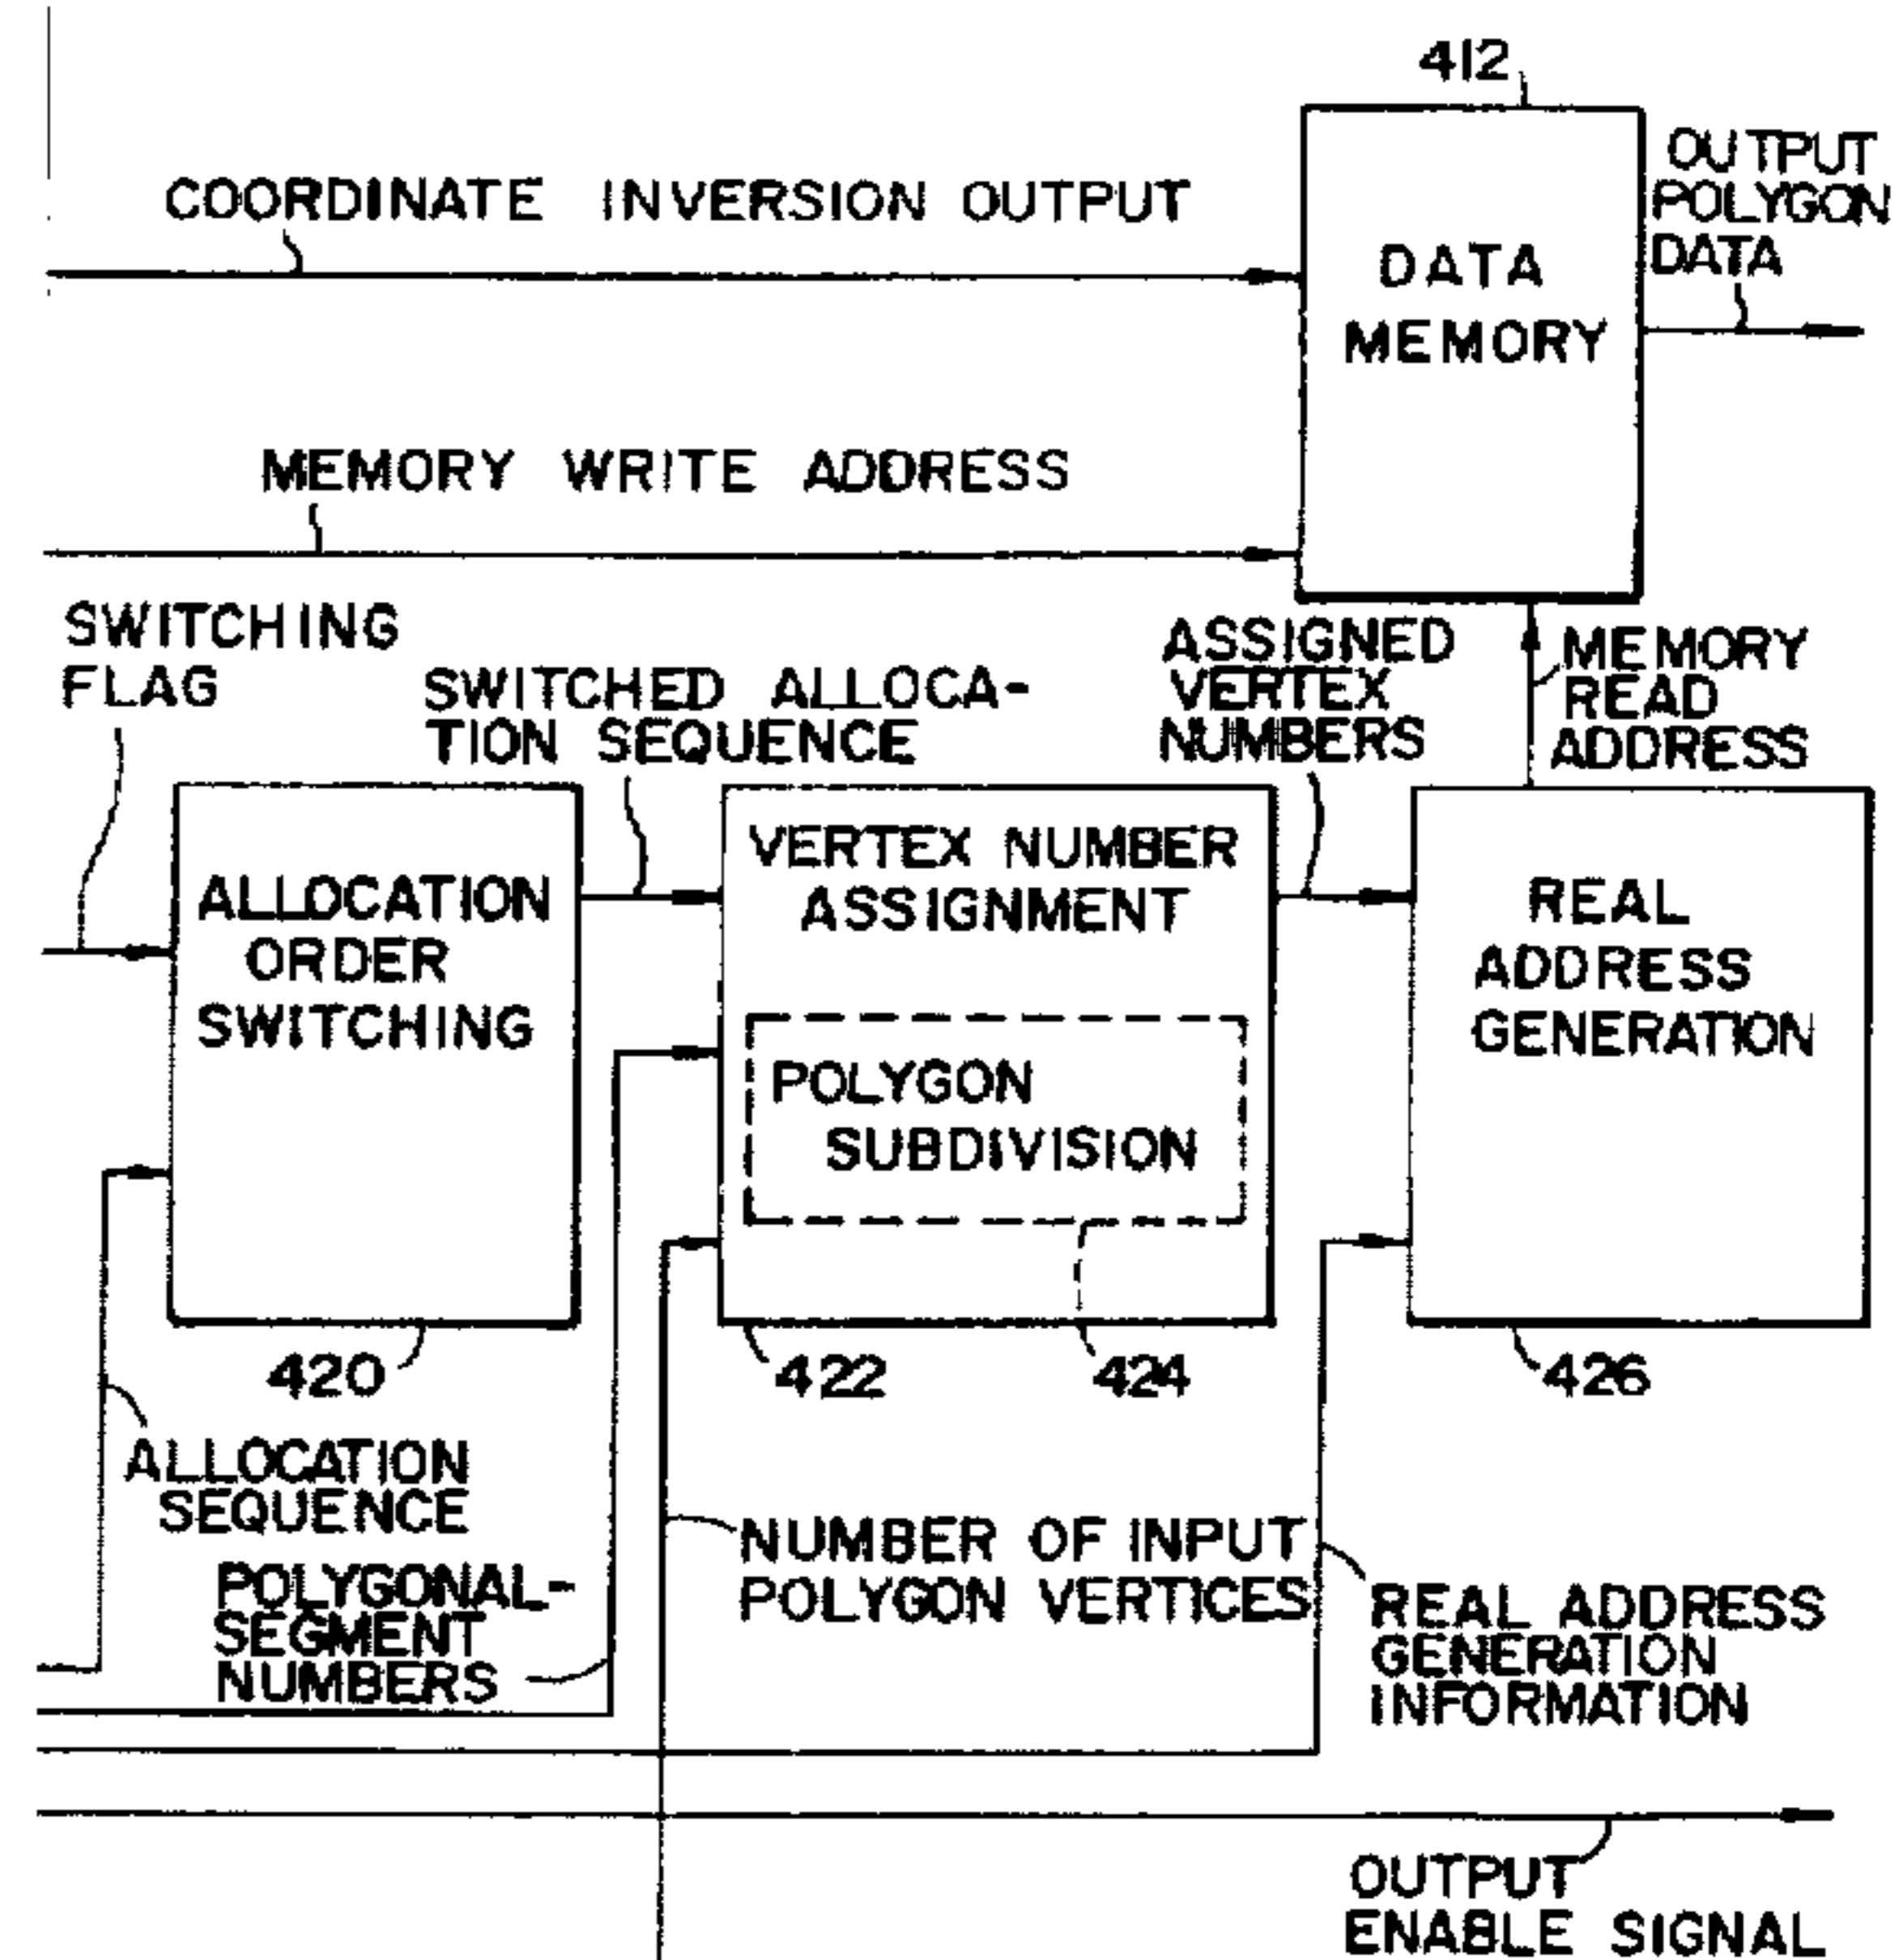 412
OUTPUT
POLYGON
DATA
COORDINATE INVERSION OUTPUT
DATA
MEMORY
MEMORY WRITE ADDRESS
SWITCHING
FLAG
SWITCHED ALLOCA-
TION SEQUENCE
ASSIGNED
VERTEX
NUMBERS
MEMORY
READ
ADDRESS
ALLOCATION
ORDER
SWITCHING
VERTEX NUMBER
ASSIGNMENT
POLYGON
SUBDIVISION
REAL
ADDRESS
GENERATION
420
422
424
426
ALLOCATION
SEQUENCE
POLYGONAL-
SEGMENT
NUMBERS
NUMBER OF INPUT
POLYGON VERTICES
REAL ADDRESS
GENERATION
INFORMATION
OUTPUT
ENABLE SIGNAL